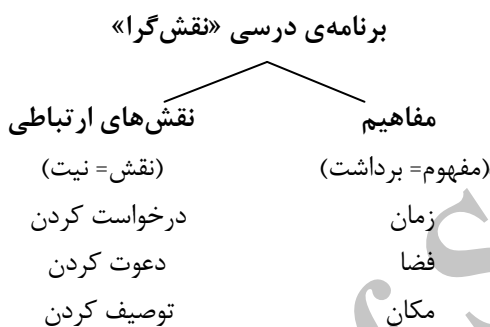 برنامه‌ی درسی «نقش‌گرا»
مفاهیم نقش‌های ارتباطی
(مفهوم= برداشت) (نقش= نیت)
زمان درخواست کردن
فضا دعوت کردن
مکان توصیف کردن